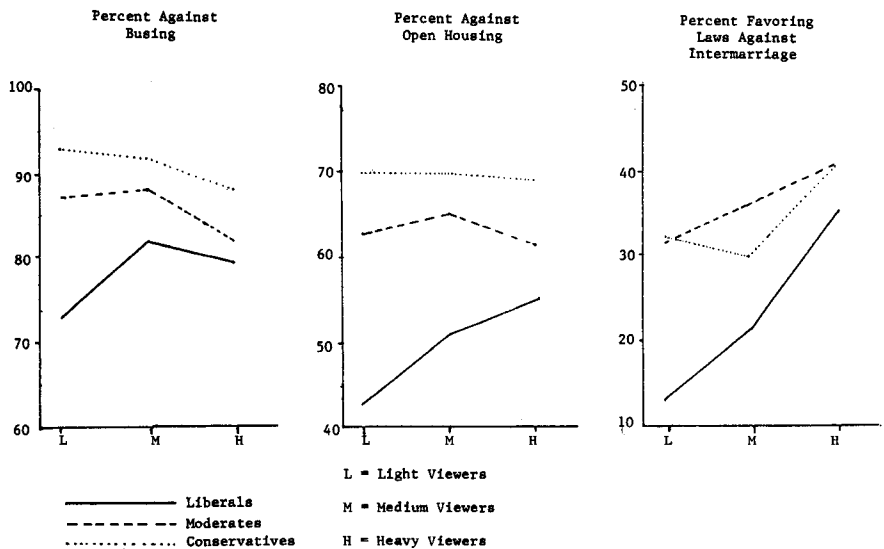 Percent Against
Busing
100
90
80
70
60
L M H
Percent Against
Open Housing
80
70
60
50
40
L M H
Percent Favoring
Laws Against
Intermarriage
50
40
30
20
10
L M H
Liberals
Moderates
Conservatives
L = Light Viewers
M = Medium Viewers
H = Heavy Viewers